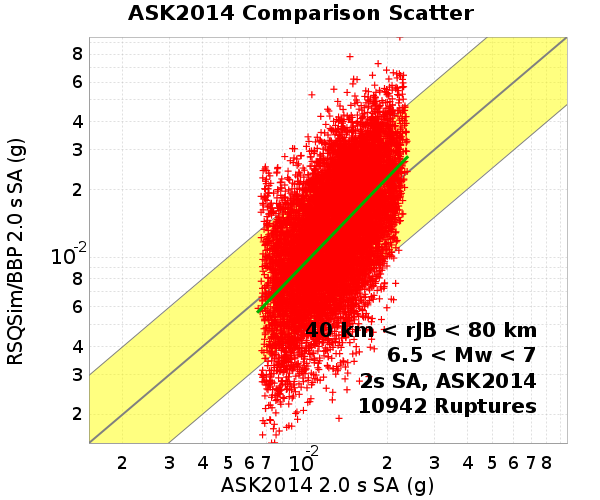 ASK2014 Comparison Scatter
RSQSim/BBP 2.0 s SA (g)
8
6
4
3
2
10-2
8
6
4
3
2
40 km < rJB < 80 km
6.5 < Mw < 7
2s SA, ASK2014
10942 Ruptures
2 3 4 5 6 7 10-2 2 3 4 5 6 7 8
ASK2014 2.0 s SA (g)